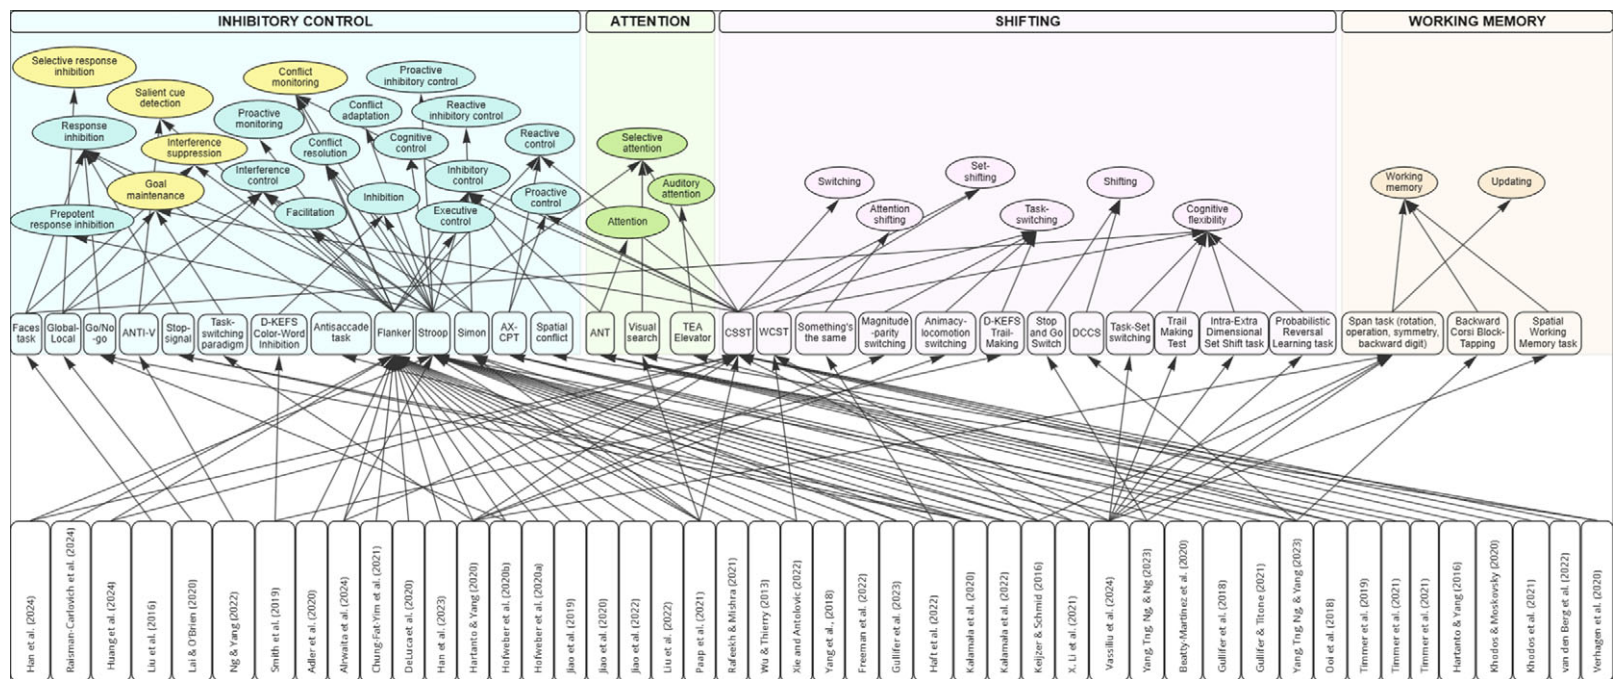 INHIBITORY CONTROL
ATTENTION
SHIFTING
WORKING MEMORY
Selective response
inhibition
Salient cue
detection
Conflict
monitoring
Proactive
inhibitory control
Response
inhibition
Proactive
monitoring
Conflict
adaptation
Reactive
inhibitory control
Interference
suppression
Conflict
resolution
Cognitive
control
Reactive
control
Goal
maintenance
Interference
control
Inhibitory
control
Prepotent
response inhibition
Facilitation
Inhibition
Executive
control
Proactive
control
Selective
attention
Auditory
attention
Attention
Switching
Set-
shifting
Shifting
Attention
shifting
Task-
switching
Cognitive
flexibility
Working
memory
Updating
Faces
task
Global-
Local
Go/No
-go
ANTI-V
Stop-
signal
Task-
switching
paradigm
D-KEFS
Color-Word
Inhibition
Antisaccade
task
Flanker
Stroop
Simon
AX-
CPT
Spatial
conflict
ANT
Visual
search
TEA
Elevator
CSST
WCST
Something's
the same
Magnitude
-parity
switching
Animacy-
locomotion
switching
D-KEFS
Trail-
Making
Stop
and Go
Switch
DCCS
Task-Set
switching
Trail
Making
Test
Intra-Extra
Dimensional
Set Shift task
Probabilistic
Reversal
Learning task
Span task (rotation,
operation, symmetry,
backward digit)
Backward
Corsi Block-
Tapping
Spatial
Working
Memory task
Han et al. (2024)
Raisman-Carlovich et al. (2024)
Huang et al. (2024)
Liu et al. (2016)
Lai & O'Brien (2020)
Ng & Yang (2022)
Smith et al. (2019)
Adler et al. (2020)
Alrwaita et al. (2024)
Chung-Fat-Yim et al. (2021)
DeLuca et al. (2020)
Han et al. (2023)
Hartanto & Yang (2020)
Hofweber et al. (2020b)
Hofweber et al. (2020a)
Jiao et al. (2019)
Jiao et al. (2020)
Jiao et al. (2022)
Liu et al. (2022)
Paap et al. (2021)
Rafeech & Mishra (2021)
Wu & Thierry (2013)
Xie and Antolovic (2022)
Yang et al., (2018)
Freeman et al. (2022)
Gullifer et al. (2023)
Haft et al. (2022)
Kalamala et al. (2020)
Kalamala et al. (2022)
Keijzer & Schmid (2016)
X. Li et al. (2021)
Vassiliu et al. (2024)
Yang, Tng, Ng, & Ng (2023)
Beatty-Martinez et al. (2020)
Gullifer et al. (2018)
Gullifer & Titone (2021)
Yang, Tng, Ng, & Yang (2023)
Ooi et al. (2018)
Timmer et al. (2019)
Timmer et al. (2021)
Timmer et al. (2021)
Hartanto & Yang (2016)
Khodos & Moskovsky (2020)
Khodos et al. (2021)
van den Berg et al. (2022)
Verhagen et al. (2020)